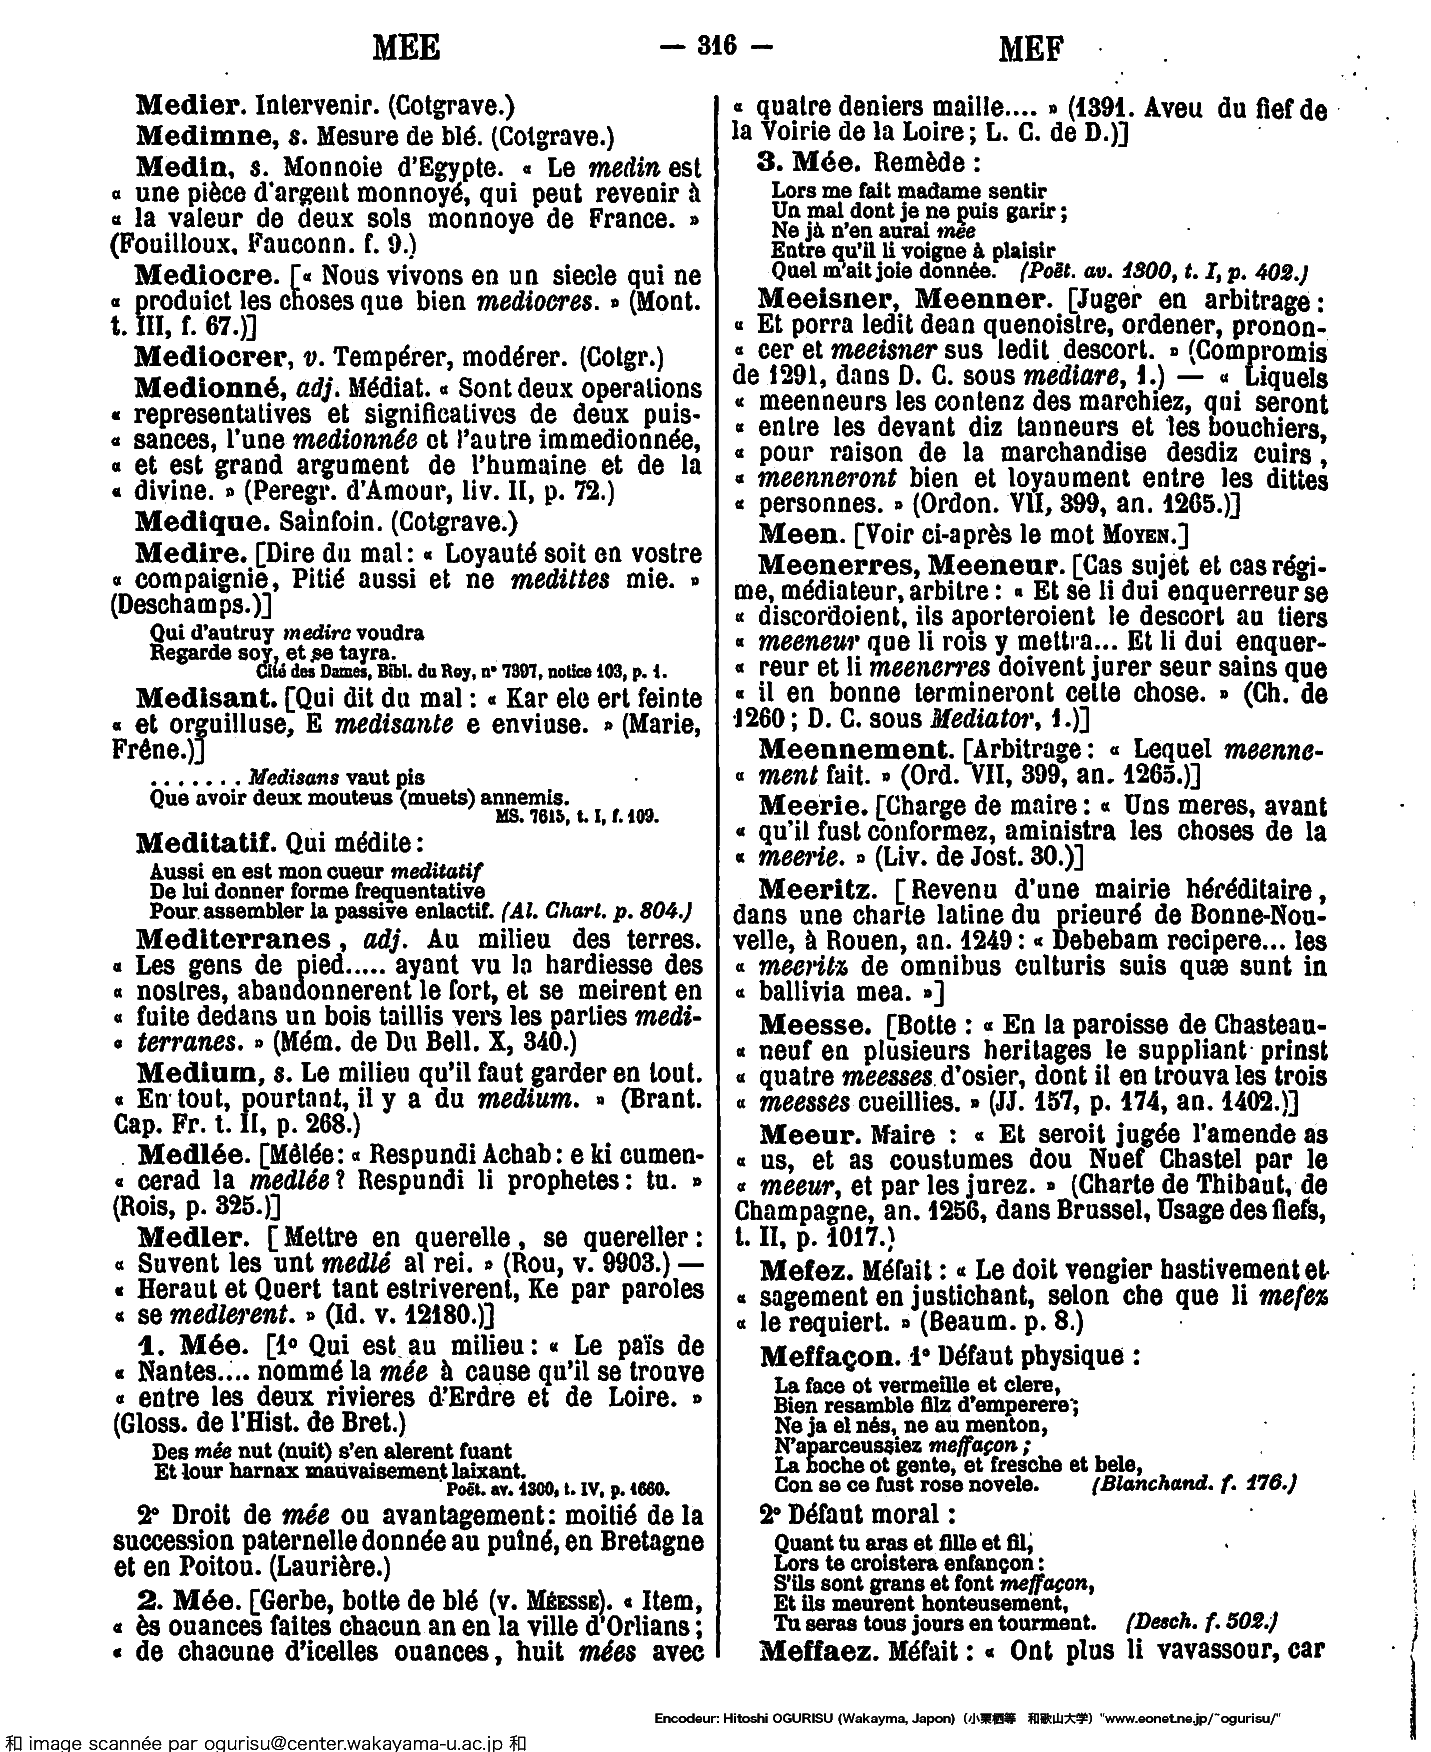 MEE — 316 — MEF
Medier. Intervenir. (Cotgrave.)
Medimne, s. Mesure de blé. (Cotgrave.)
Medin, s. Monnoie d'Egypte. « Le medin est
« une pièce d'argent monnoyé, qui peut revenir à
« la valeur de deux sols monnoye de France. »
(Fouilloux, Fauconn. f. 9.)
Mediocre. [« Nous vivons en un siecle qui ne
« produict les choses que bien mediocres. » (Mont.
t. III, f. 67.)]
Mediocrer, v. Tempérer, modérer. (Cotgr.)
Medionné, adj. Médiat. « Sont deux operations
« representatives et significatives de deux puis-
« sances, l'une medionnée et l'autre immedionnée,
« et est grand argument de l'humaine et de la
« divine. » (Peregr. d'Amour, liv. II, p. 72.)
Medique. Sainfoin. (Cotgrave.)
Medire. [Dire du mal : « Loyauté soit en vostre
« compaignie, Pitié aussi et ne medittes mie. »
(Deschamps.)]
Qui d'autruy medire voudra
Regarde soy, et se tayra.
Cité des Dames, Bibl. du Roy, n° 7397, notice 103, p. 1.
Medisant. [Qui dit du mal : « Kar ele ert feinte
« et orguilluse, E medisante e enviuse. » (Marie,
Frêne.)]
. . . . . . . Medisans vaut pis
Que avoir deux mouteus (muets) annemis.
MS. 7615, t. I, f. 109.
Meditatif. Qui médite :
Aussi en est mon cueur meditatif
De lui donner forme frequentative
Pour assembler la passive enlactif. (Al. Chart. p. 804.)
Mediterranes, adj. Au milieu des terres.
« Les gens de pied..... ayant vu la hardiesse des
« nostres, abandonnerent le fort, et se meirent en
« fuite dedans un bois taillis vers les parties medi-
« terranes. » (Mém. de Du Bell. X, 340.)
Medium, s. Le milieu qu'il faut garder en tout.
« En tout, pourtant, il y a du medium. » (Brant.
Cap. Fr. t. II, p. 268.)
Medlée. [Mêlée : « Respundi Achab : e ki cumen-
« cerad la medlée ? Respundi li prophetes : tu. »
(Rois, p. 325.)]
Medler. [Mettre en querelle, se quereller :
« Suvent les unt medlé al rei. » (Rou, v. 9903.) —
« Heraut et Quert tant estriverent, Ke par paroles
« se medlerent. » (Id. v. 12180.)]
1. Mée. [1° Qui est au milieu : « Le païs de
« Nantes.... nommé la mée à cause qu'il se trouve
« entre les deux rivieres d'Erdre et de Loire. »
(Gloss. de l'Hist. de Bret.)
Des mée nut (nuit) s'en alerent fuant
Et lour harnax mauvaisement laixant.
Poët. av. 1300, t. IV, p. 1660.
2° Droit de mée ou avantagement : moitié de la
succession paternelle donnée au puîné, en Bretagne
et en Poitou. (Laurière.)
2. Mée. [Gerbe, botte de blé (v. MÉESSE). « Item,
« ès ouances faites chacun an en la ville d'Orlians ;
« de chacune d'icelles ouances, huit mées avec
« quatre deniers maille.... » (1391. Aveu du fief de
la Voirie de la Loire ; L. C. de D.)]
3. Mée. Remède :
Lors me fait madame sentir
Un mal dont je ne puis garir ;
Ne jà n'en aurai mée
Entre qu'il li voigne à plaisir
Quel m'ait joie donnée. (Poët. av. 1300, t. I, p. 402.)
Meeisner, Meenner. [Juger en arbitrage :
« Et porra ledit dean quenoistre, ordener, pronon-
« cer et meeisner sus ledit descort. » (Compromis
de 1291, dans D. C. sous mediare, 1.) — « Liquels
« meenneurs les contenz des marchiez, qui seront
« entre les devant diz tanneurs et les bouchiers,
« pour raison de la marchandise desdiz cuirs,
« meenneront bien et loyaument entre les dittes
« personnes. » (Ordon. VII, 399, an. 1265.)]
Meen. [Voir ci-après le mot MOYEN.]
Meenerres, Meeneur. [Cas sujet et cas régi-
me, médiateur, arbitre : « Et se li dui enquerreur se
« discordoient, ils aporteroient le descort au tiers
« meeneur que li rois y mettra... Et li dui enquer-
« reur et li meenerres doivent jurer seur sains que
« il en bonne termineront ceite chose. » (Ch. de
1260 ; D. C. sous Mediator, 1.)]
Meennement. [Arbitrage : « Lequel meenne-
« ment fait. » (Ord. VII, 399, an. 1265.)]
Meerie. [Charge de maire : « Uns meres, avant
« qu'il fust conformez, aministra les choses de la
« meerie. » (Liv. de Jost. 30.)]
Meeritz. [Revenu d'une mairie héréditaire,
dans une charte latine du prieuré de Bonne-Nou-
velle, à Rouen, an. 1249 : « Debebam recipere... les
« meeritz de omnibus culturis suis quæ sunt in
« ballivia mea. »]
Meesse. [Botte : « En la paroisse de Chasteau-
« neuf en plusieurs heritages le suppliant prinst
« quatre meesses d'osier, dont il en trouva les trois
« meesses cueillies. » (JJ. 157, p. 174, an. 1402.)]
Meeur. Maire : « Et seroit jugée l'amende as
« us, et as coustumes dou Nuef Chastel par le
« meeur, et par les jurez. » (Charte de Thibaut, de
Champagne, an. 1256, dans Brussel, Usage des fiefs,
t. II, p. 1017.)
Mefez. Méfait : « Le doit vengier hastivement et
« sagement en justichant, selon che que li mefez
« le requiert. » (Beaum. p. 8.)
Meffaçon. 1° Défaut physique :
La face ot vermeille et clere,
Bien resamble filz d'emperere ;
Ne ja el nés, ne au menton,
N'aparceussiez meffaçon ;
La boche ot gente, et fresche et bele,
Con se ce fust rose novele. (Blanchand. f. 176.)
2° Défaut moral :
Quant tu aras et fille et fil,
Lors te croistera enfançon :
S'ils sont grans et font meffaçon,
Et ils meurent honteusement,
Tu seras tous jours en tourment. (Desch. f. 502.)
Meffaez. Méfait : « Ont plus li vavassour, car
Encodeur: Hitoshi OGURISU (Wakayma, Japon) (小栗栖等 和歌山大学) "www.eonet.ne.jp/~ogurisu/"
和 image scannée par ogurisu@center.wakayama-u.ac.jp 和